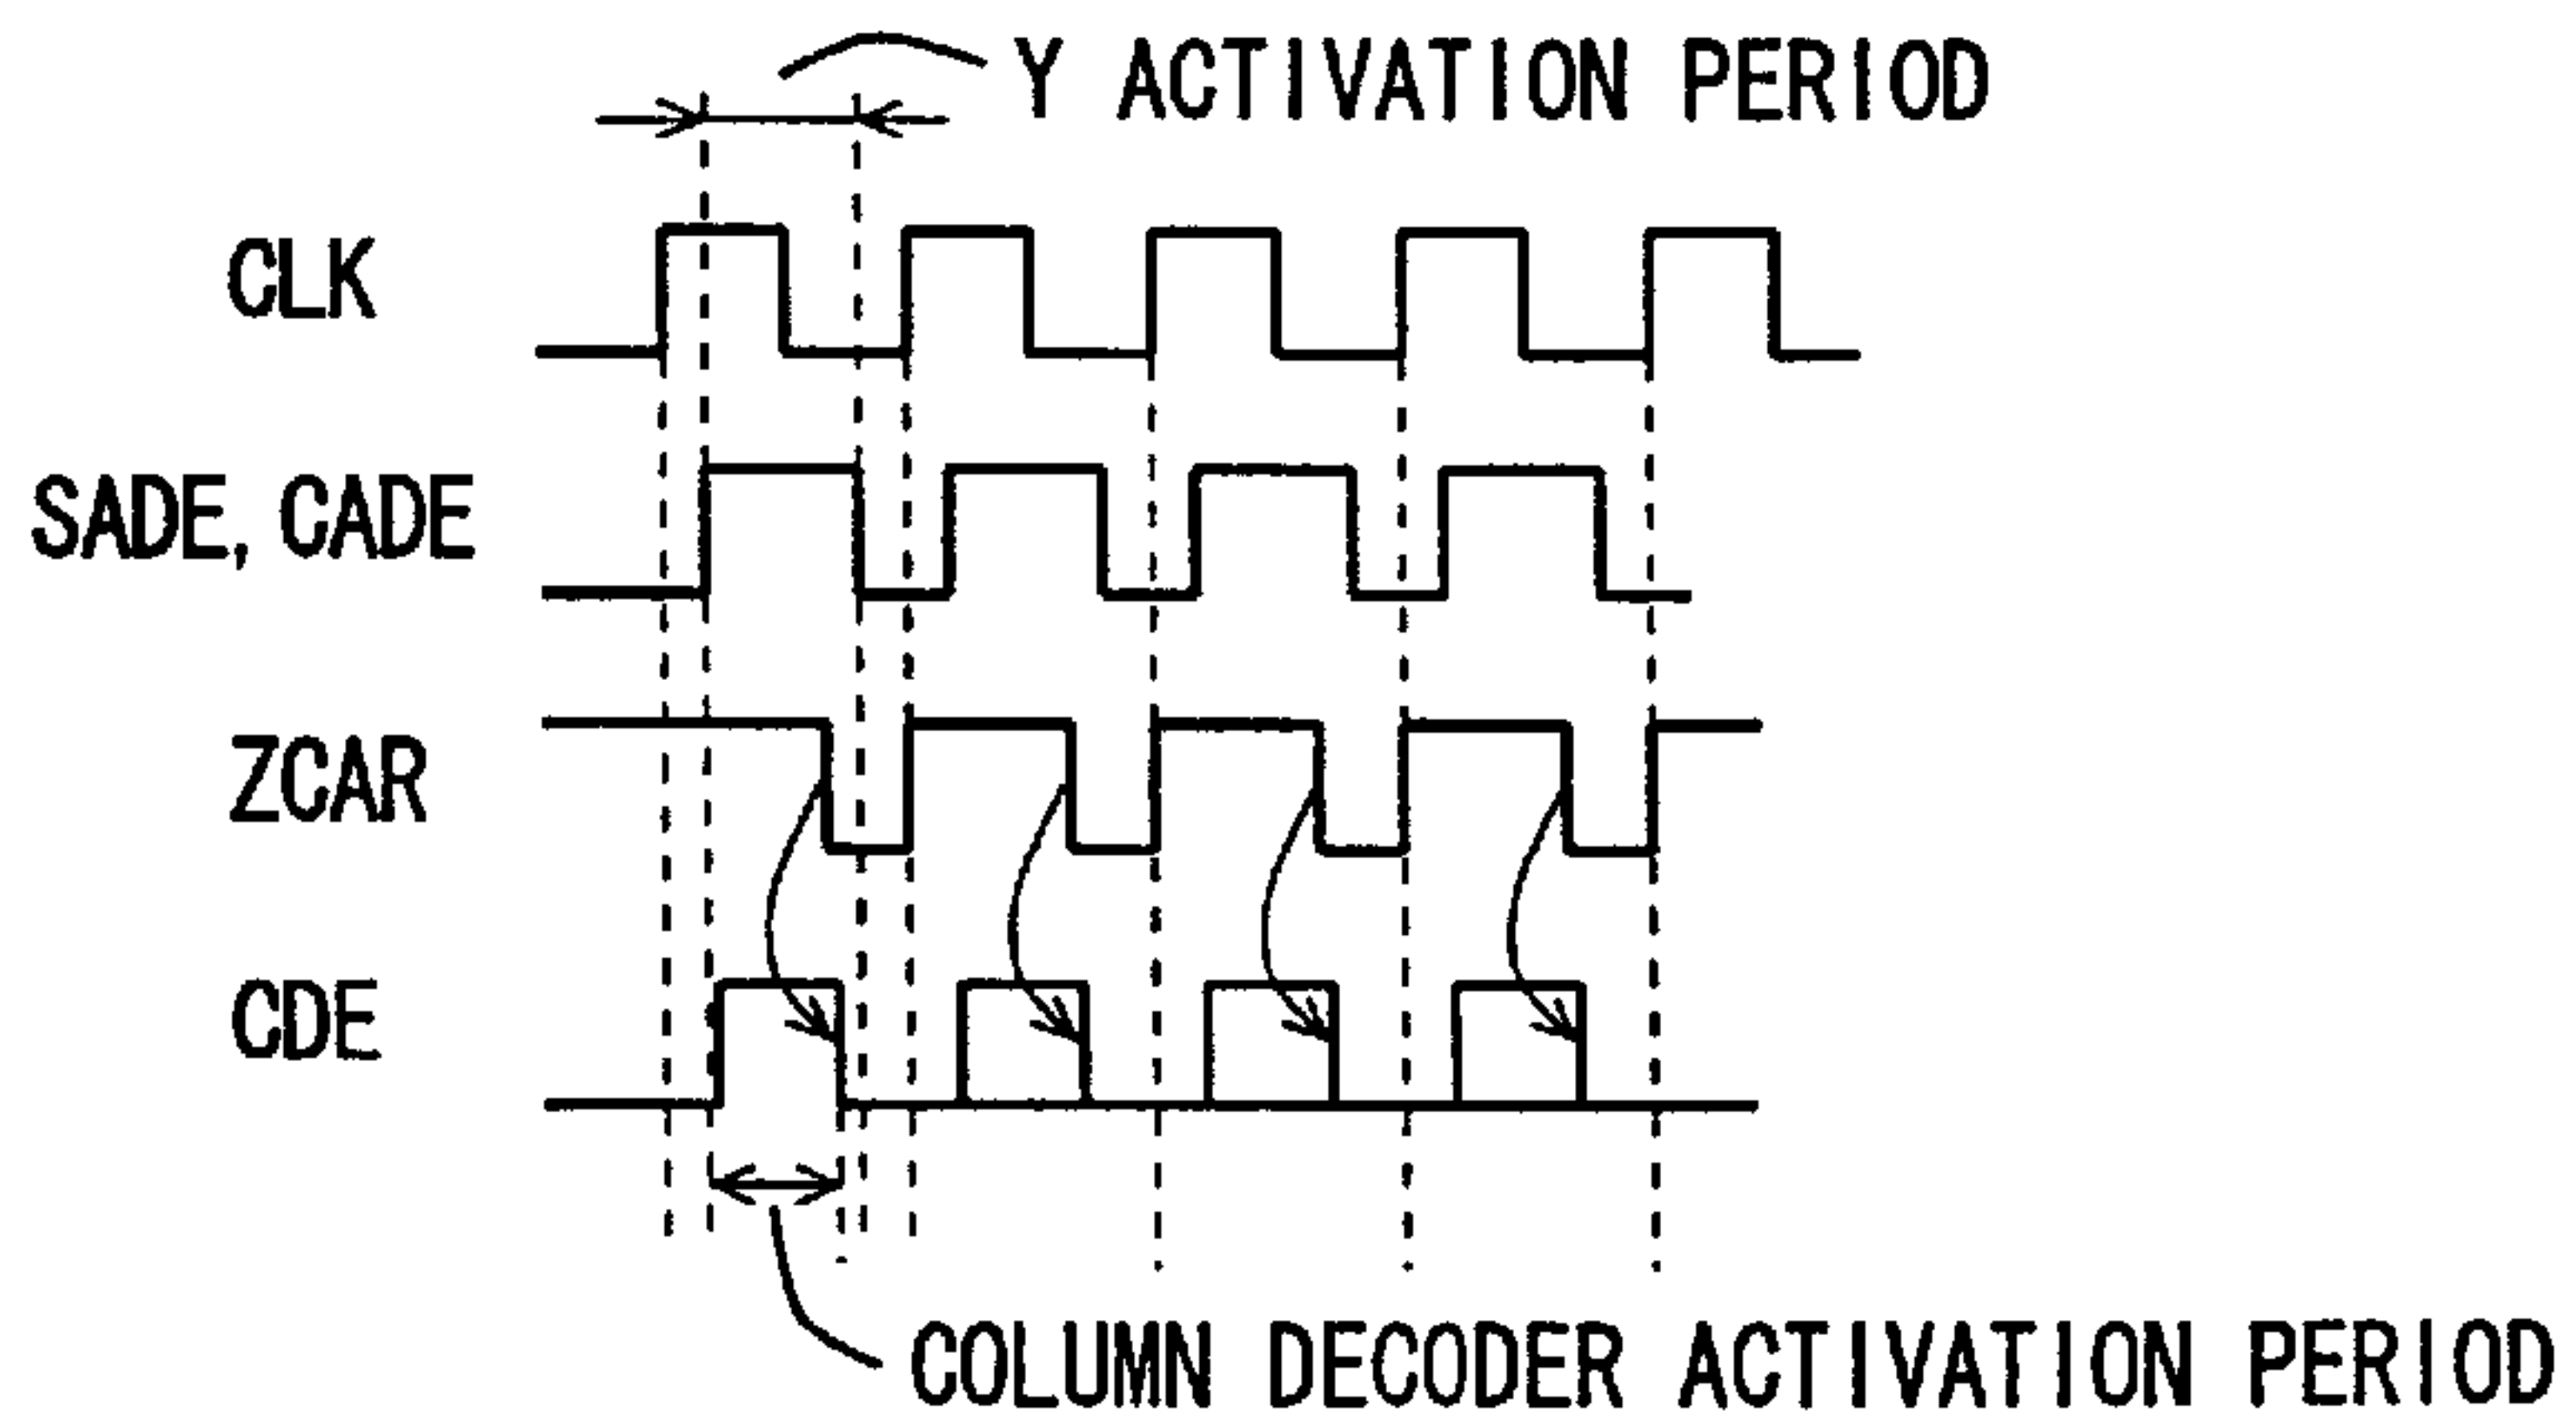 Y ACTIVATION PERIOD
CLK
SADE, CADE
ZCAR
CDE
COLUMN DECODER ACTIVATION PERIOD